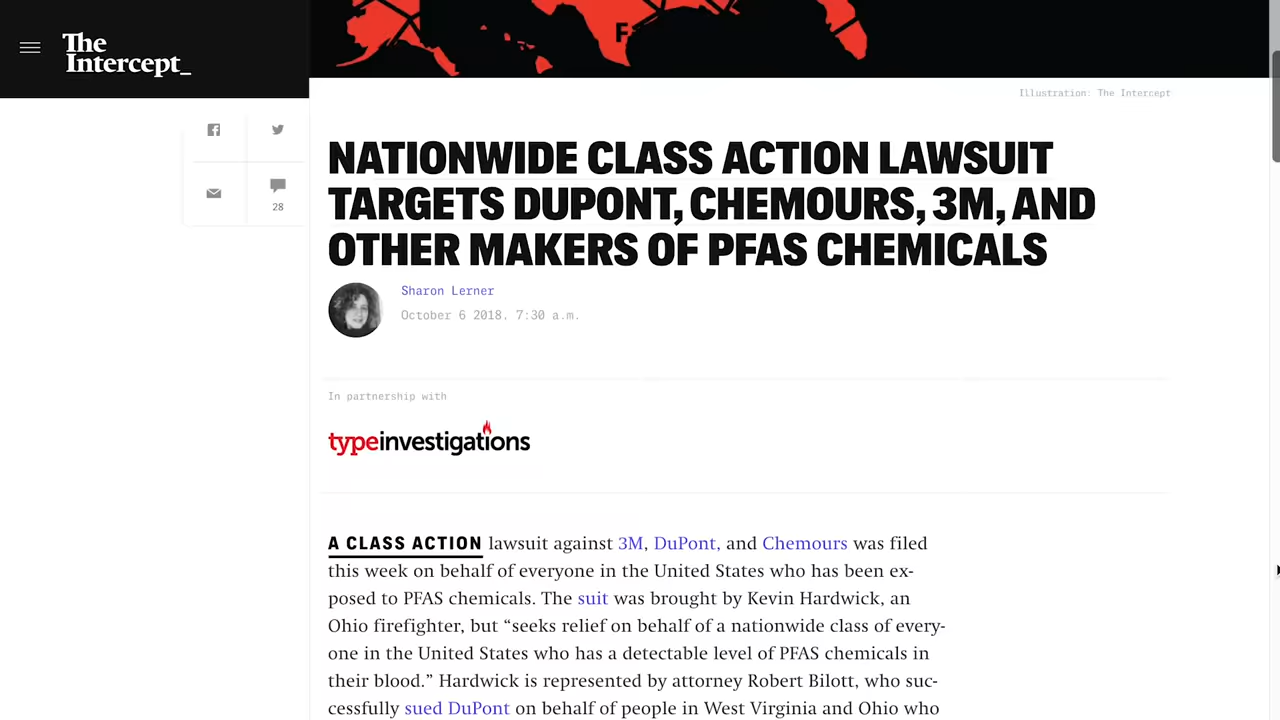 The
Intercept_
F
Illustration: The Intercept
28
NATIONWIDE CLASS ACTION LAWSUIT
TARGETS DUPONT, CHEMOURS, 3M, AND
OTHER MAKERS OF PFAS CHEMICALS
Sharon Lerner
October 6 2018, 7:30 a.m.
In partnership with
typeinvestigations
A CLASS ACTION lawsuit against 3M, DuPont, and Chemours was filed
this week on behalf of everyone in the United States who has been ex-
posed to PFAS chemicals. The suit was brought by Kevin Hardwick, an
Ohio firefighter, but “seeks relief on behalf of a nationwide class of every-
one in the United States who has a detectable level of PFAS chemicals in
their blood.” Hardwick is represented by attorney Robert Bilott, who suc-
cessfully sued DuPont on behalf of people in West Virginia and Ohio who